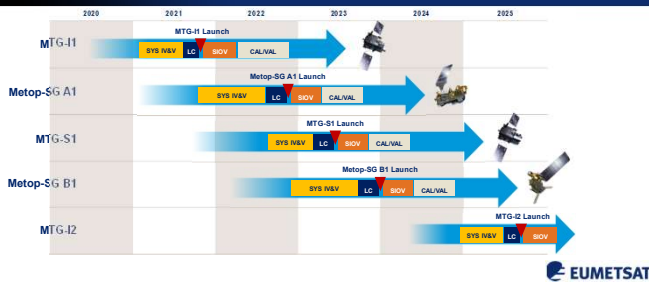 2020 2021 2022 2023 2024 2025
MTG-I1 Launch
MTG-I1
SYS IV&V LC SIOV CAL/VAL
Metop-SG A1 Launch
Metop-SG A1
SYS IV&V LC SIOV CAL/VAL
MTG-S1 Launch
MTG-S1
SYS IV&V LC SIOV CAL/VAL
Metop-SG B1 Launch
Metop-SG B1
SYS IV&V LC SIOV CAL/VAL
MTG-I2 Launch
MTG-I2
SYS IV&V LC SIOV
EUMETSAT